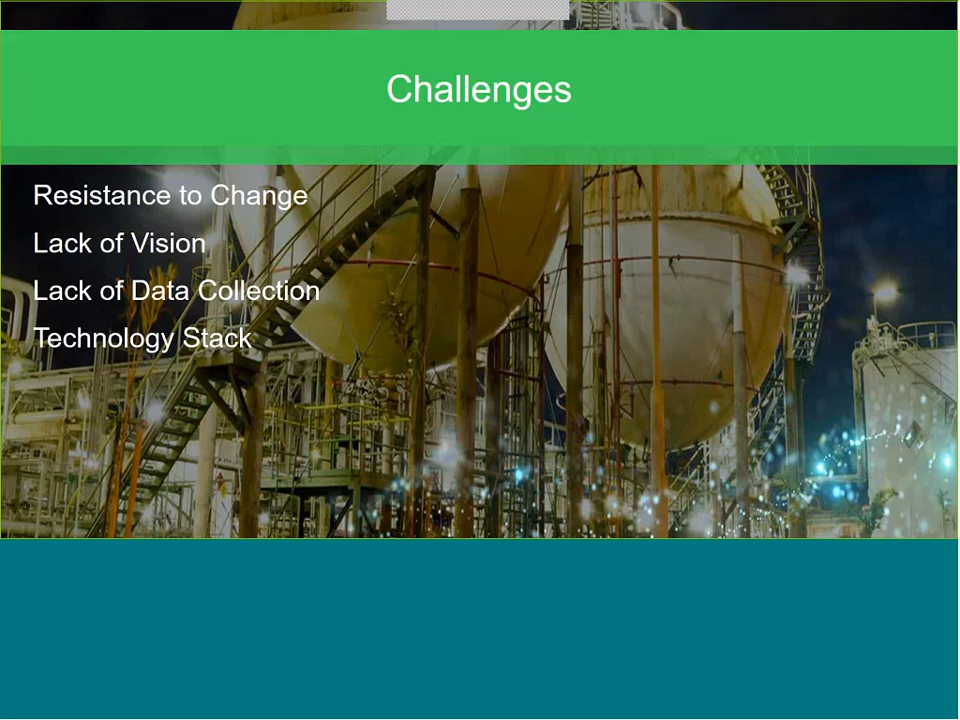 Challenges
Resistance to Change
Lack of Vision
Lack of Data Collection
Technology Stack